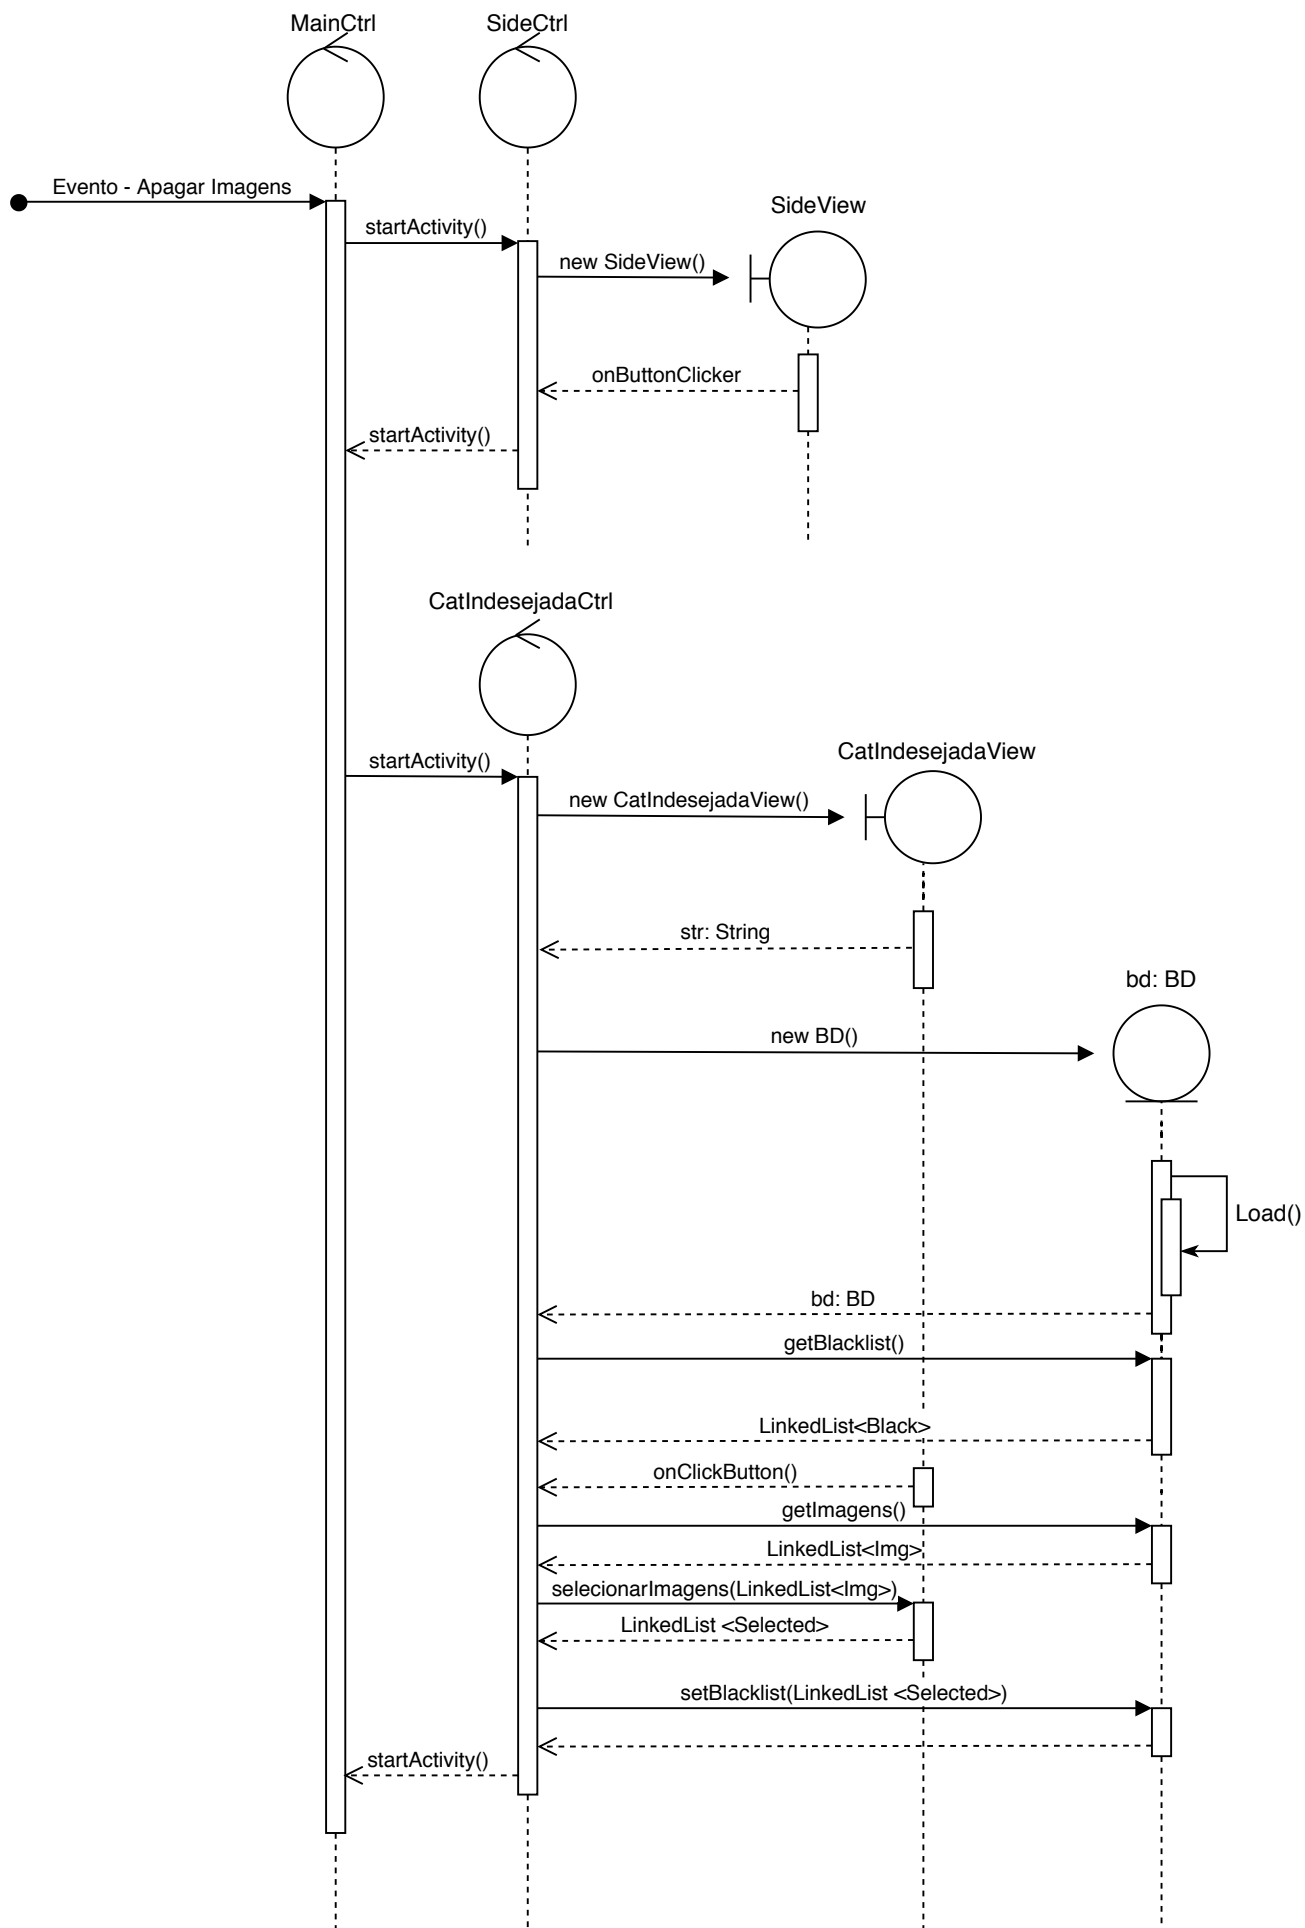 MainCtrl
SideCtrl
Evento - Apagar Imagens
SideView
startActivity()
new SideView()
onButtonClicker
startActivity()
CatIndesejadaCtrl
CatIndesejadaView
startActivity()
new CatIndesejadaView()
str: String
bd: BD
new BD()
Load()
bd: BD
getBlacklist()
LinkedList<Black>
onClickButton()
getImagens()
LinkedList<Img>
selecionarImagens(LinkedList<Img>)
LinkedList <Selected>
setBlacklist(LinkedList <Selected>)
startActivity()